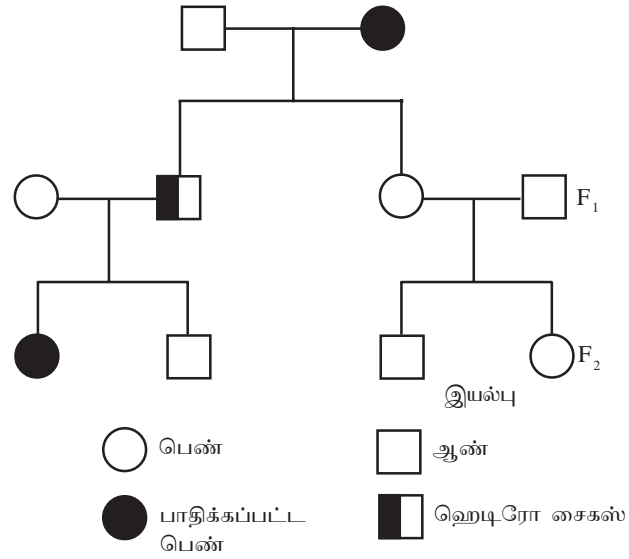 F₁
F₂
இயல்பு
பெண்
ஆண்
பாதிக்கப்பட்ட
பெண்
ஹெடிரோ சைகஸ்